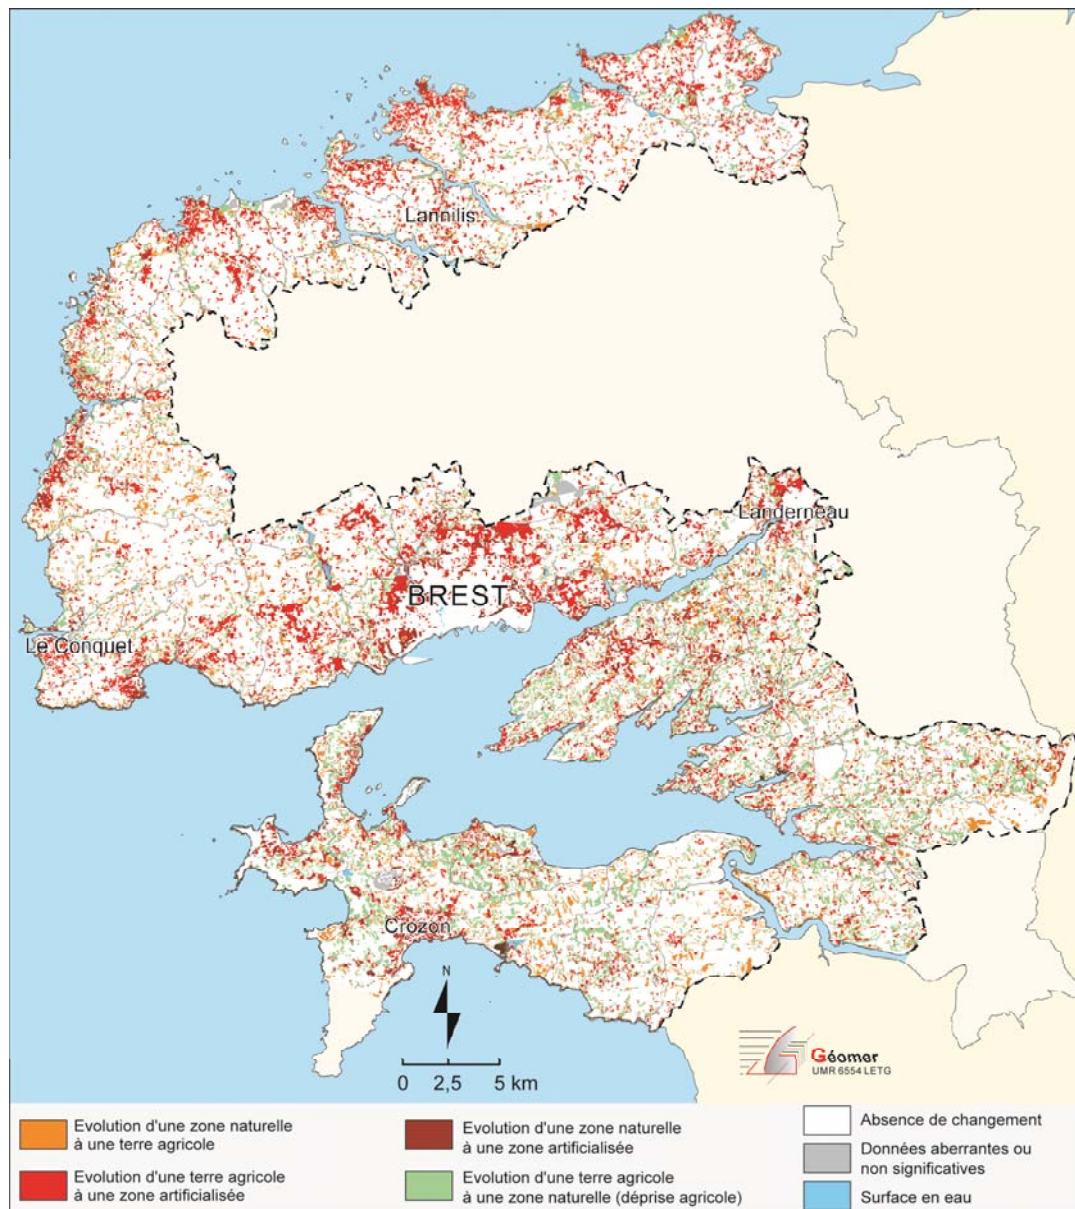 Lannilis
Landerneau
BREST
Le Conquet
Crozon
N
0 2,5 5 km
Géomer
UMR 6554 LETG
Evolution d'une zone naturelle
à une terre agricole
Evolution d'une terre agricole
à une zone artificialisée
Evolution d'une zone naturelle
à une zone artificialisée
Evolution d'une terre agricole
à une zone naturelle (déprise agricole)
Absence de changement
Données aberrantes ou
non significatives
Surface en eau